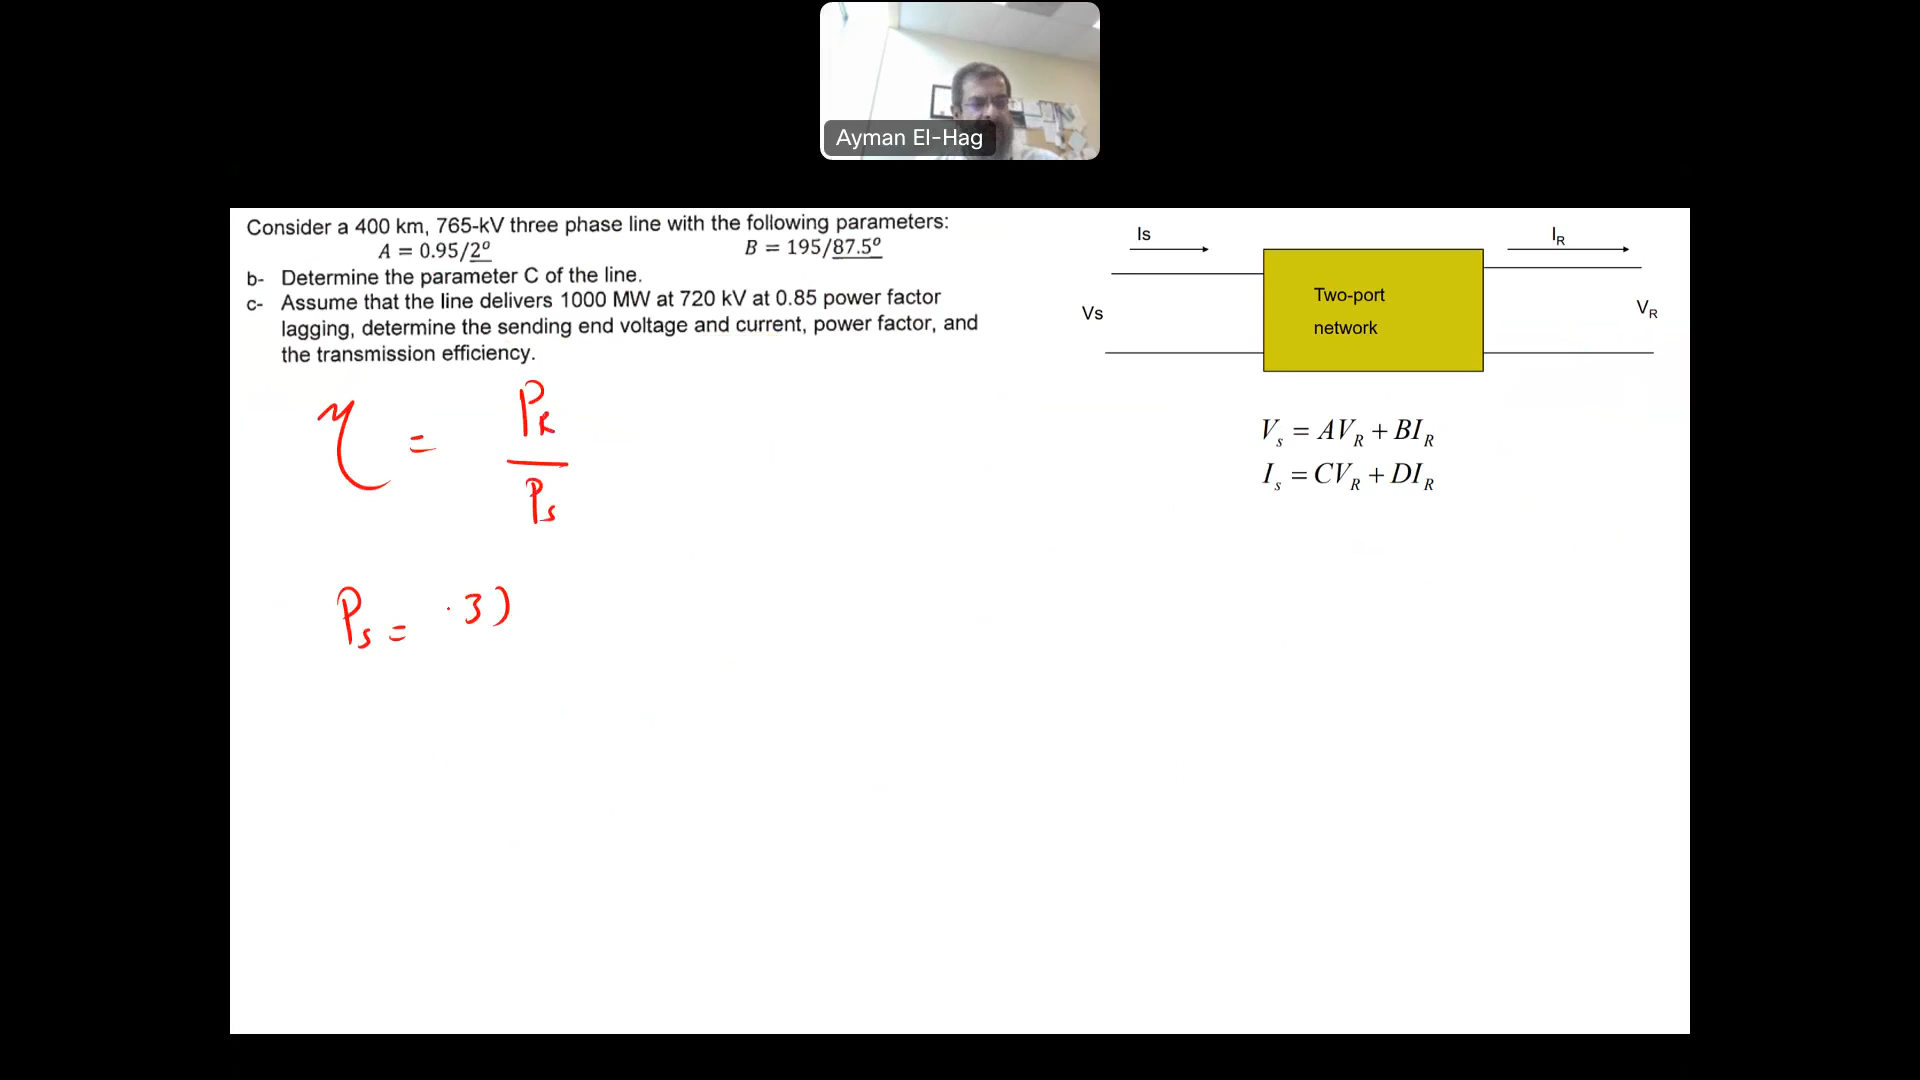 Ayman El-Hag
Consider a 400 km, 765-kV three phase line with the following parameters:
A = 0.95/2º B = 195/87.5º
b- Determine the parameter C of the line.
c- Assume that the line delivers 1000 MW at 720 kV at 0.85 power factor
lagging, determine the sending end voltage and current, power factor, and
the transmission efficiency.
Is
IR
Vs
Two-port
network
VR
Vs = AVR + BIR
Is = CVR + DIR
η = PR
Ps
Ps = 3